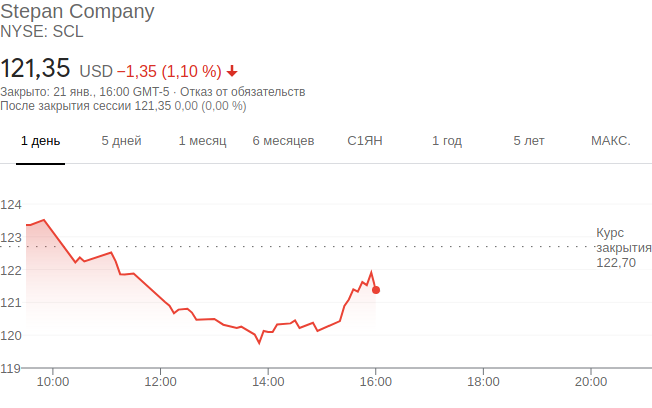 Stepan Company
NYSE: SCL
121,35 USD −1,35 (1,10 %)
Закрыто: 21 янв., 16:00 GMT-5 · Отказ от обязательств
После закрытия сессии 121,35 0,00 (0,00 %)
1 день 5 дней 1 месяц 6 месяцев С1ЯН 1 год 5 лет МАКС.
124
123
122
121
120
119
Курс
закрытия
122,70
10:00 12:00 14:00 16:00 18:00 20:00